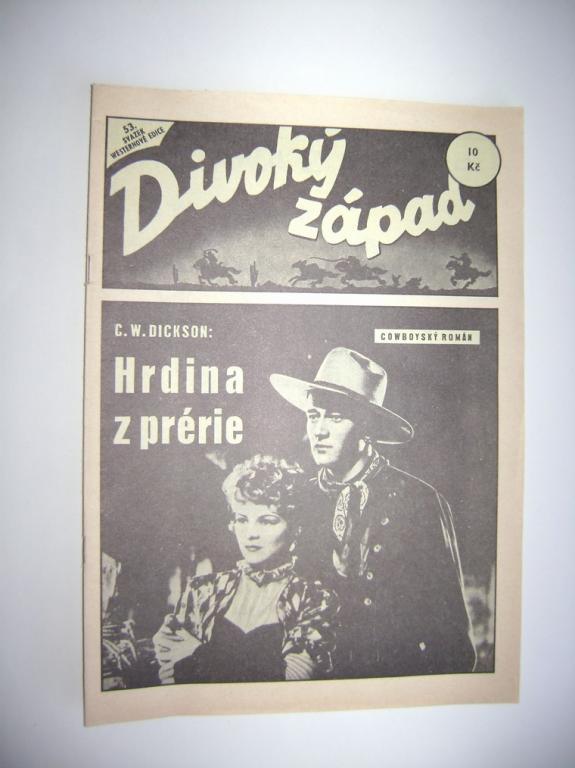 53.
SVAZEK
WESTERNOVÉ EDICE
Divoký
západ
10
Kč
C. W. DICKSON:
COWBOYSKÝ ROMÁN
Hrdina
z prérie